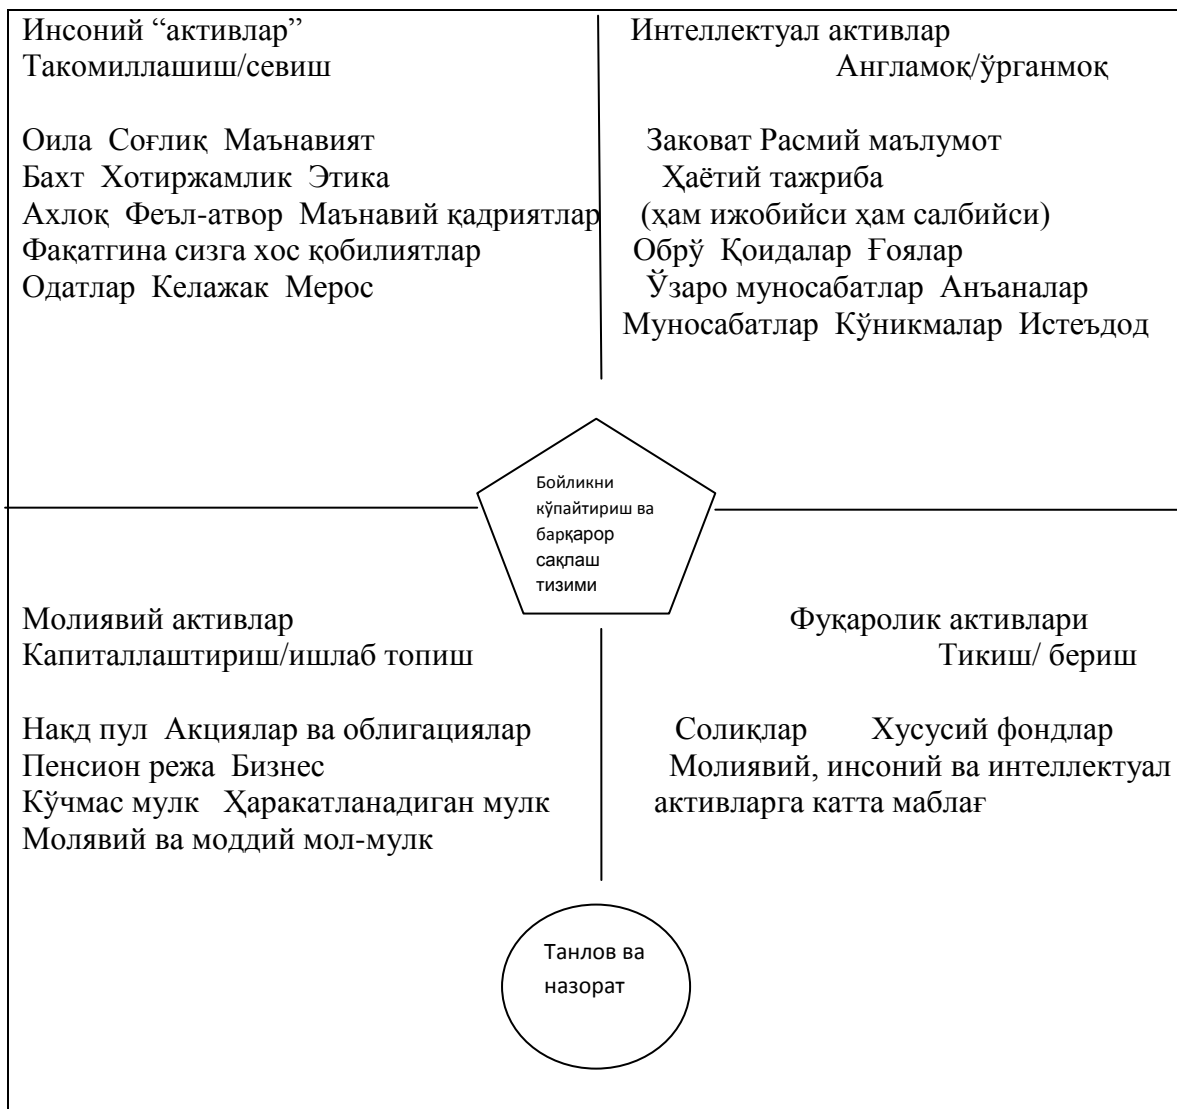 Инсоний “активлар”
Такомиллашиш/севиш
Оила Соғлиқ Маънавият
Бахт Хотиржамлик Этика
Ахлоқ Феъл-атвор Маънавий қадриятлар
Фақатгина сизга хос қобилиятлар
Одатлар Келажак Мерос
Интеллектуал активлар
Англамоқ/ўрганмоқ
Заковат Расмий маълумот
Ҳаётий тажриба
(ҳам ижобийси ҳам салбийси)
Обрў Қоидалар Ғоялар
Ўзаро муносабатлар Анъаналар
Муносабатлар Кўникмалар Истеъдод
Бойликни
кўпайтириш ва
барқарор
сақлаш
тизими
Молиявий активлар
Капиталлаштириш/ишлаб топиш
Нақд пул Акциялар ва облигациялар
Пенсион режа Бизнес
Кўчмас мулк Ҳаракатланадиган мулк
Молявий ва моддий мол-мулк
Фуқаролик активлари
Тикиш/ бериш
Солиқлар Хусусий фондлар
Молиявий, инсоний ва интеллектуал
активларга катта маблағ
Танлов ва
назорат